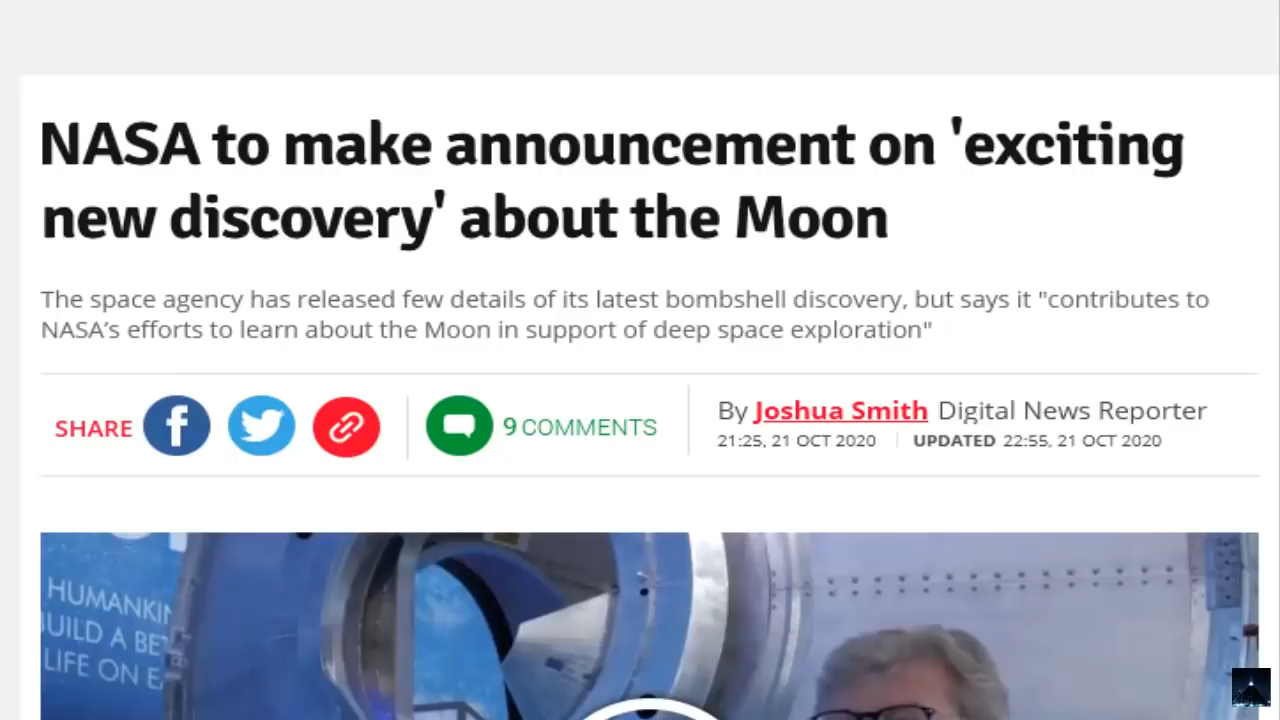 NASA to make announcement on 'exciting
new discovery' about the Moon
The space agency has released few details of its latest bombshell discovery, but says it "contributes to
NASA’s efforts to learn about the Moon in support of deep space exploration"
SHARE
9 COMMENTS
By Joshua Smith Digital News Reporter
21:25, 21 OCT 2020 UPDATED 22:55, 21 OCT 2020
HUMANKIN
BUILD A BET
LIFE ON EA